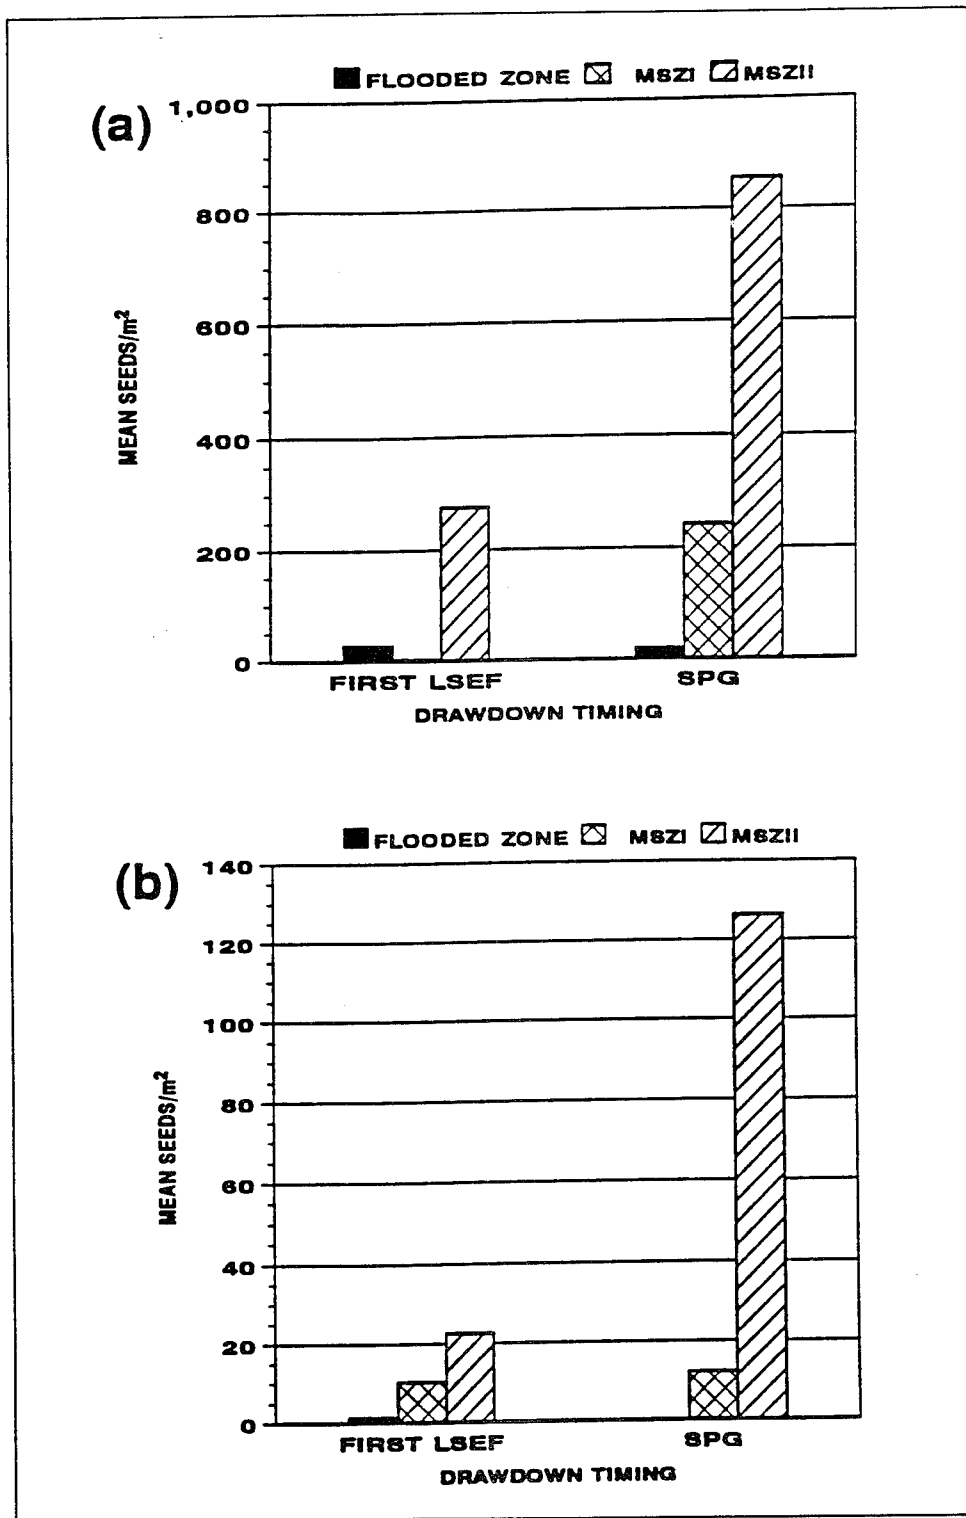 FLOODED ZONE MSZI MSZII
(a)
1,000
800
600
400
200
0
MEAN SEEDS/m²
FIRST LSEF SPG
DRAWDOWN TIMING
FLOODED ZONE MSZI MSZII
(b)
140
120
100
80
60
40
20
0
MEAN SEEDS/m²
FIRST LSEF SPG
DRAWDOWN TIMING